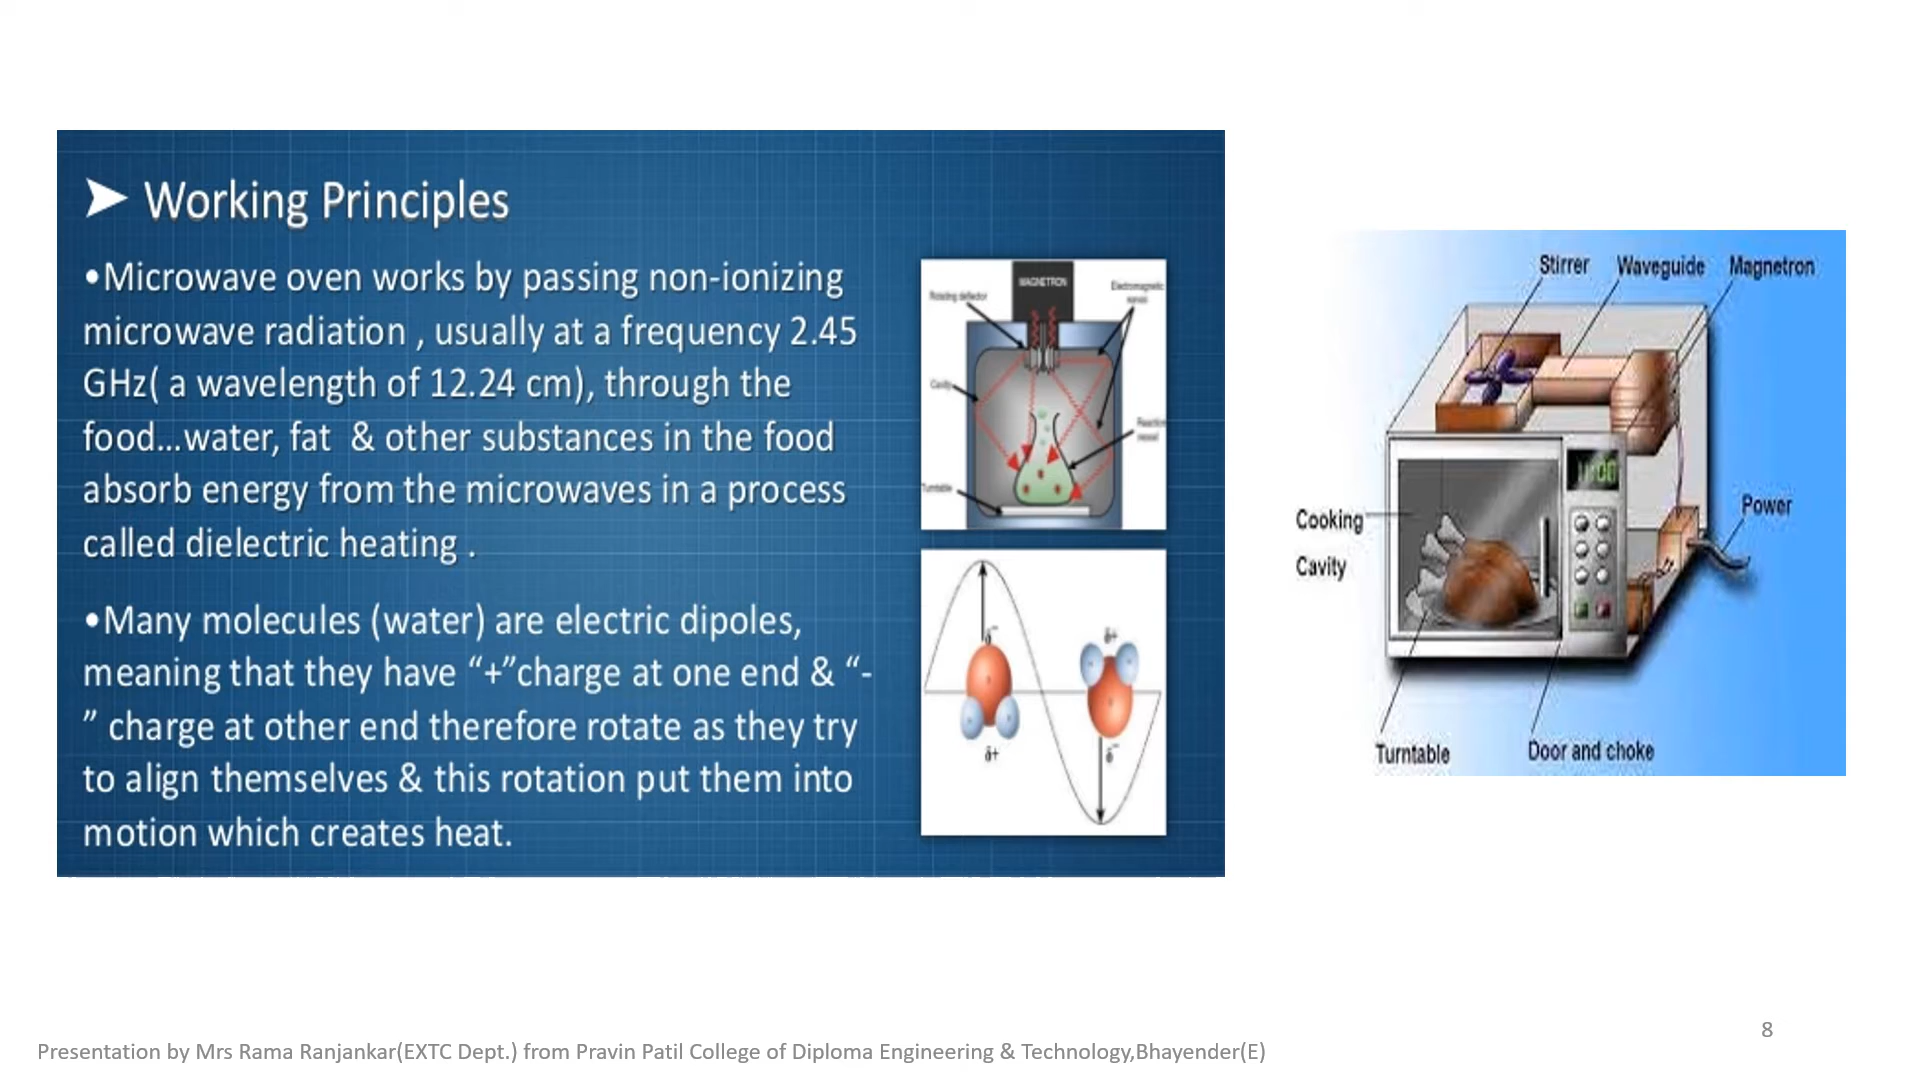 ➤ Working Principles
•Microwave oven works by passing non-ionizing
microwave radiation , usually at a frequency 2.45
GHz( a wavelength of 12.24 cm), through the
food...water, fat & other substances in the food
absorb energy from the microwaves in a process
called dielectric heating .
•Many molecules (water) are electric dipoles,
meaning that they have “+”charge at one end & “-
” charge at other end therefore rotate as they try
to align themselves & this rotation put them into
motion which creates heat.
MAGNETRON
Rotating deflector
Electromagnetic
Cavity
Turntable
δ-
δ+
δ+
δ-
Stirrer Waveguide Magnetron
Power
Cooking
Cavity
Turntable
Door and choke
8
Presentation by Mrs Rama Ranjankar(EXTC Dept.) from Pravin Patil College of Diploma Engineering & Technology,Bhayender(E)